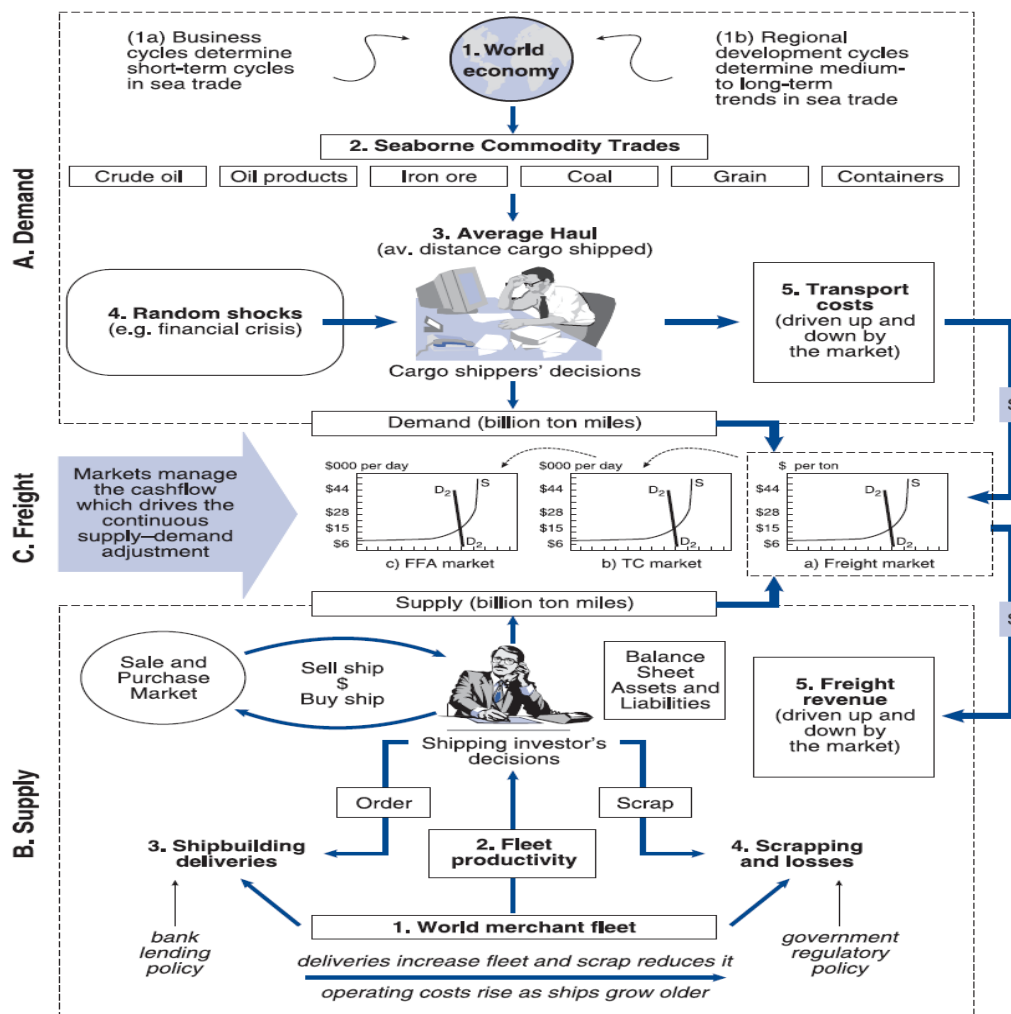 (1a) Business
cycles determine
short-term cycles
in sea trade
1. World
economy
(1b) Regional
development cycles
determine medium-
to long-term
trends in sea trade
A. Demand
2. Seaborne Commodity Trades
Crude oil
Oil products
Iron ore
Coal
Grain
Containers
3. Average Haul
(av. distance cargo shipped)
4. Random shocks
(e.g. financial crisis)
5. Transport
costs
(driven up and
down by
the market)
Cargo shippers' decisions
$
Demand (billion ton miles)
C. Freight
Markets manage
the cashflow
which drives the
continuous
supply–demand
adjustment
$000 per day
$44
$28
$15
$6
D2
S
D2
c) FFA market
$000 per day
$44
$28
$15
$6
D2
S
D2
b) TC market
$ per ton
$44
$28
$15
$6
D2
S
D2
a) Freight market
$
Supply (billion ton miles)
B. Supply
Sale and
Purchase
Market
Sell ship
$
Buy ship
Balance
Sheet
Assets and
Liabilities
5. Freight
revenue
(driven up and
down by
the market)
Shipping investor's
decisions
Order
Scrap
3. Shipbuilding
deliveries
2. Fleet
productivity
4. Scrapping
and losses
bank
lending
policy
1. World merchant fleet
government
regulatory
policy
deliveries increase fleet and scrap reduces it
operating costs rise as ships grow older